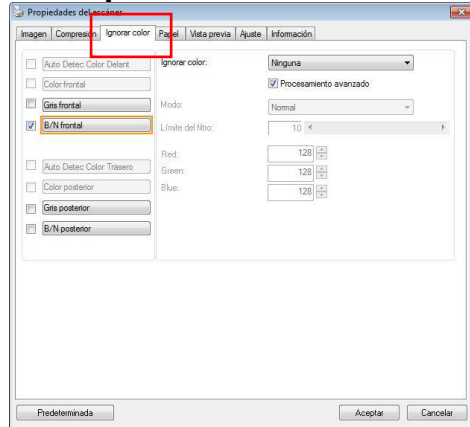 Propiedades del escáner
Imagen Compresión Ignorar color Papel Vista previa Ajuste Información
Auto Detec Color Delant
Color frontal
Gris frontal
B/N frontal
Auto Detec Color Trasero
Color posterior
Gris posterior
B/N posterior
Ignorar color: Ninguna
Procesamiento avanzado
Modo: Normal
Límite del filtro: 10
Red: 128
Green: 128
Blue: 128
Predeterminada Aceptar Cancelar